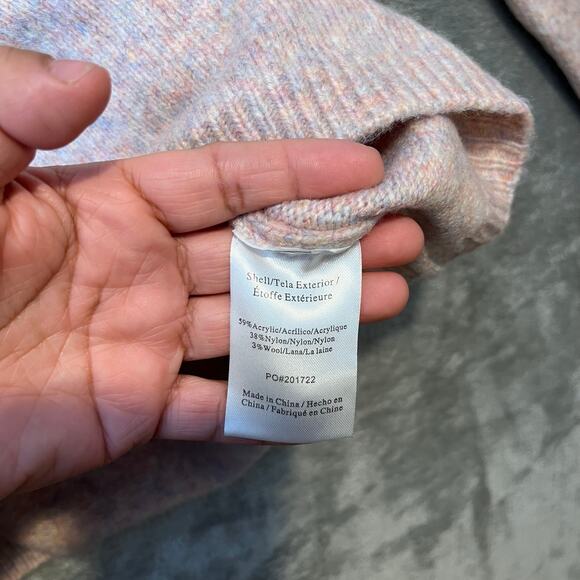 Shell/Tela Exterior/
Étoffe Extérieure
59%Acrylic/Acrílico/Acrylique
38%Nylon/Nylon/Nylon
3%Wool/Lana/La laine
PO#201722
Made in China / Hecho en
China / Fabriqué en Chine